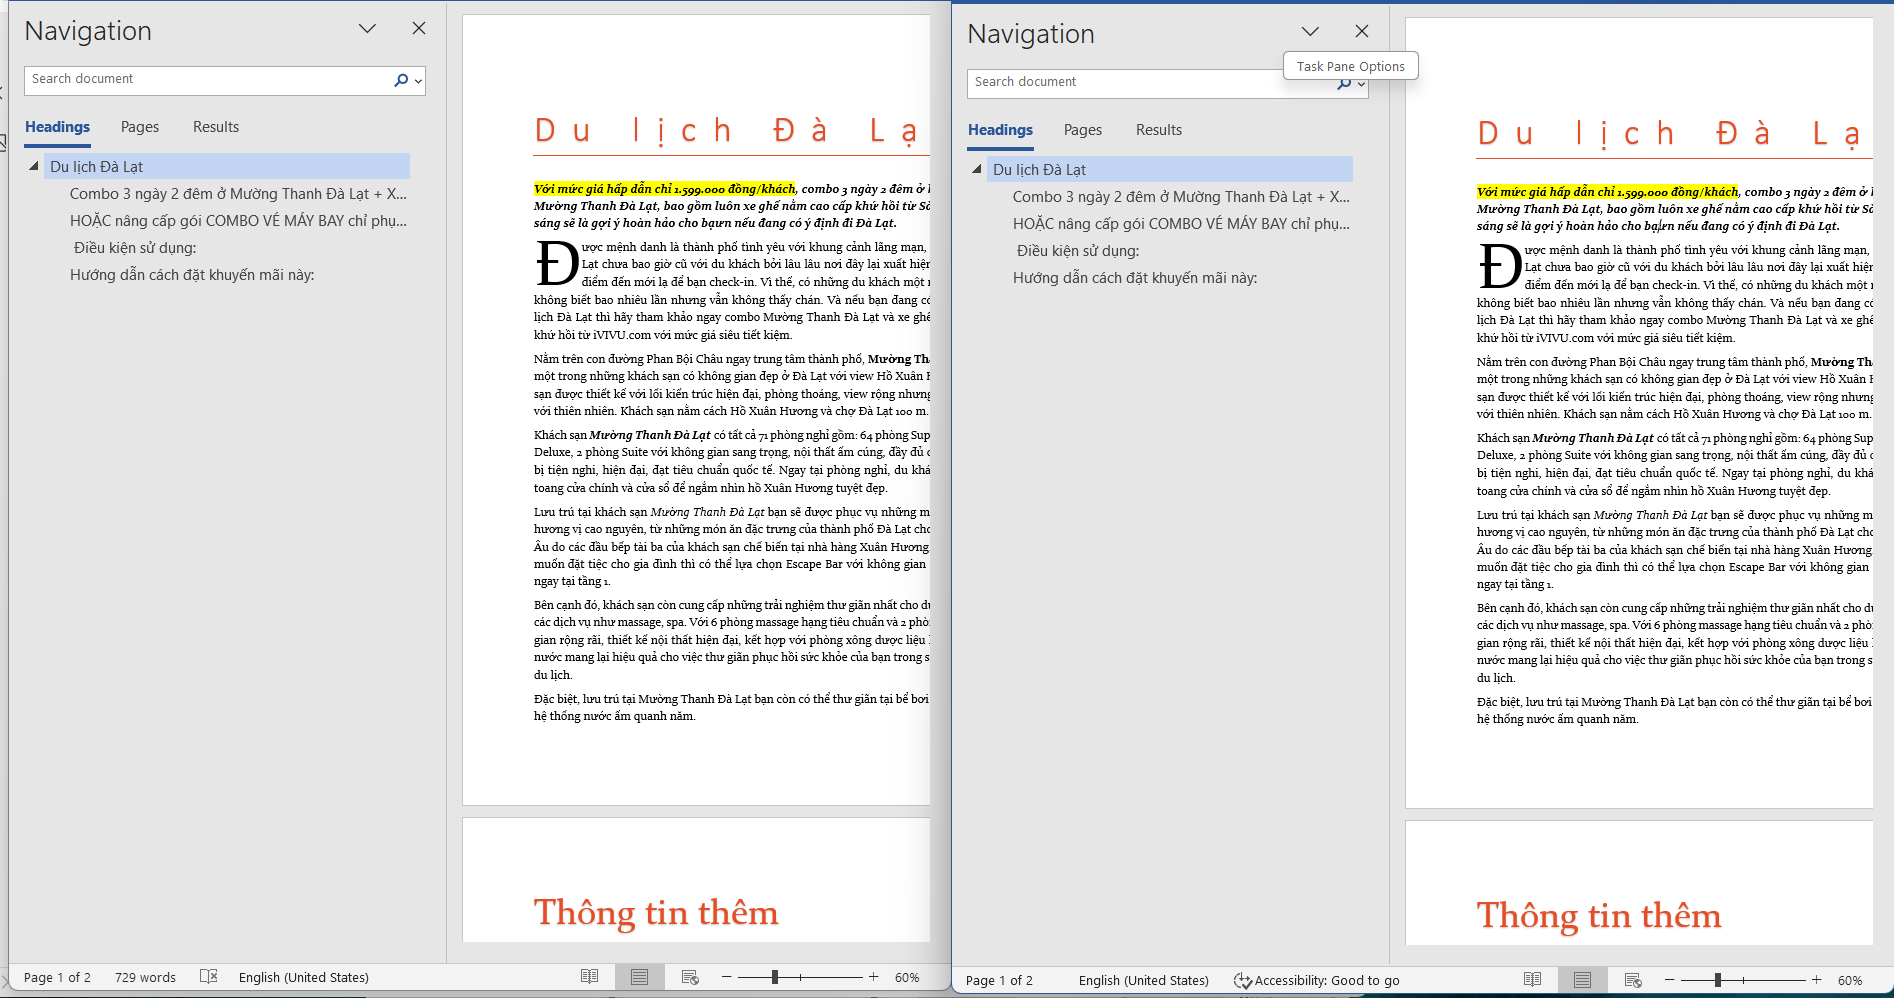 Navigation
Search document
Headings Pages Results
Du lịch Đà Lạt
Combo 3 ngày 2 đêm ở Mường Thanh Đà Lạt + X...
HOẶC nâng cấp gói COMBO VÉ MÁY BAY chỉ phụ...
Điều kiện sử dụng:
Hướng dẫn cách đặt khuyến mãi này:
Du lịch Đà Lạ
Với mức giá hấp dẫn chỉ 1.599.000 đồng/khách, combo 3 ngày 2 đêm ở
Mường Thanh Đà Lạt, bao gồm luôn xe ghế nằm cao cấp khứ hồi từ Sà
sáng sẽ là gợi ý hoàn hảo cho bạưn nếu đang có ý định đi Đà Lạt.
Được mệnh danh là thành phố tình yêu với khung cảnh lãng mạn,
Lạt chưa bao giờ cũ với du khách bởi lâu lâu nơi đây lại xuất hiện
điểm đến mới lạ để bạn check-in. Vì thế, có những du khách một
không biết bao nhiêu lần nhưng vẫn không thấy chán. Và nếu bạn đang có
lịch Đà Lạt thì hãy tham khảo ngay combo Mường Thanh Đà Lạt và xe ghế
khứ hồi từ iVIVU.com với mức giá siêu tiết kiệm.
Nằm trên con đường Phan Bội Châu ngay trung tâm thành phố, Mường Tha
một trong những khách sạn có không gian đẹp ở Đà Lạt với view Hồ Xuân
sạn được thiết kế với lối kiến trúc hiện đại, phòng thoáng, view rộng nhưng
với thiên nhiên. Khách sạn nằm cách Hồ Xuân Hương và chợ Đà Lạt 100 m.
Khách sạn Mường Thanh Đà Lạt có tất cả 71 phòng nghỉ gồm: 64 phòng Sup
Deluxe, 2 phòng Suite với không gian sang trọng, nội thất ấm cúng, đầy đủ
bị tiện nghi, hiện đại, đạt tiêu chuẩn quốc tế. Ngay tại phòng nghỉ, du khá
toang cửa chính và cửa sổ để ngắm nhìn hồ Xuân Hương tuyệt đẹp.
Lưu trú tại khách sạn Mường Thanh Đà Lạt bạn sẽ được phục vụ những m
hương vị cao nguyên, từ những món ăn đặc trưng của thành phố Đà Lạt cho
Âu do các đầu bếp tài ba của khách sạn chế biến tại nhà hàng Xuân Hương.
muốn đặt tiệc cho gia đình thì có thể lựa chọn Escape Bar với không gian
ngay tại tầng 1.
Bên cạnh đó, khách sạn còn cung cấp những trải nghiệm thư giãn nhất cho du
các dịch vụ như massage, spa. Với 6 phòng massage hạng tiêu chuẩn và 2 phòn
gian rộng rãi, thiết kế nội thất hiện đại, kết hợp với phòng xông dược liệu
nước mang lại hiệu quả cho việc thư giãn phục hồi sức khỏe của bạn trong s
du lịch.
Đặc biệt, lưu trú tại Mường Thanh Đà Lạt bạn còn có thể thư giãn tại bể bơi
hệ thống nước ấm quanh năm.
Thông tin thêm
Page 1 of 2 729 words English (United States) 60%
Navigation
Task Pane Options
Search document
Headings Pages Results
Du lịch Đà Lạt
Combo 3 ngày 2 đêm ở Mường Thanh Đà Lạt + X...
HOẶC nâng cấp gói COMBO VÉ MÁY BAY chỉ phụ...
Điều kiện sử dụng:
Hướng dẫn cách đặt khuyến mãi này:
Du lịch Đà Lạ
Với mức giá hấp dẫn chỉ 1.599.000 đồng/khách, combo 3 ngày 2 đêm ở
Mường Thanh Đà Lạt, bao gồm luôn xe ghế nằm cao cấp khứ hồi từ Sà
sáng sẽ là gợi ý hoàn hảo cho bạưn nếu đang có ý định đi Đà Lạt.
Được mệnh danh là thành phố tình yêu với khung cảnh lãng mạn,
Lạt chưa bao giờ cũ với du khách bởi lâu lâu nơi đây lại xuất hiện
điểm đến mới lạ để bạn check-in. Vì thế, có những du khách một
không biết bao nhiêu lần nhưng vẫn không thấy chán. Và nếu bạn đang có
lịch Đà Lạt thì hãy tham khảo ngay combo Mường Thanh Đà Lạt và xe ghế
khứ hồi từ iVIVU.com với mức giá siêu tiết kiệm.
Nằm trên con đường Phan Bội Châu ngay trung tâm thành phố, Mường Tha
một trong những khách sạn có không gian đẹp ở Đà Lạt với view Hồ Xuân
sạn được thiết kế với lối kiến trúc hiện đại, phòng thoáng, view rộng nhưng
với thiên nhiên. Khách sạn nằm cách Hồ Xuân Hương và chợ Đà Lạt 100 m.
Khách sạn Mường Thanh Đà Lạt có tất cả 71 phòng nghỉ gồm: 64 phòng Sup
Deluxe, 2 phòng Suite với không gian sang trọng, nội thất ấm cúng, đầy đủ
bị tiện nghi, hiện đại, đạt tiêu chuẩn quốc tế. Ngay tại phòng nghỉ, du khá
toang cửa chính và cửa sổ để ngắm nhìn hồ Xuân Hương tuyệt đẹp.
Lưu trú tại khách sạn Mường Thanh Đà Lạt bạn sẽ được phục vụ những m
hương vị cao nguyên, từ những món ăn đặc trưng của thành phố Đà Lạt cho
Âu do các đầu bếp tài ba của khách sạn chế biến tại nhà hàng Xuân Hương.
muốn đặt tiệc cho gia đình thì có thể lựa chọn Escape Bar với không gian
ngay tại tầng 1.
Bên cạnh đó, khách sạn còn cung cấp những trải nghiệm thư giãn nhất cho du
các dịch vụ như massage, spa. Với 6 phòng massage hạng tiêu chuẩn và 2 phòn
gian rộng rãi, thiết kế nội thất hiện đại, kết hợp với phòng xông dược liệu
nước mang lại hiệu quả cho việc thư giãn phục hồi sức khỏe của bạn trong s
du lịch.
Đặc biệt, lưu trú tại Mường Thanh Đà Lạt bạn còn có thể thư giãn tại bể bơi
hệ thống nước ấm quanh năm.
Thông tin thêm
Page 1 of 2 English (United States) Accessibility: Good to go 60%